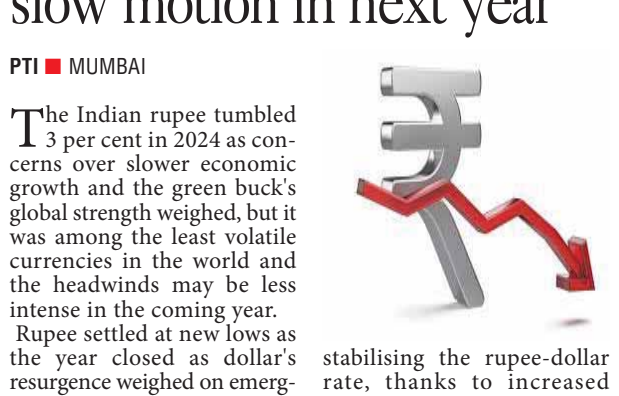 slow motion in next year
PTI ■ MUMBAI
The Indian rupee tumbled
3 per cent in 2024 as con-
cerns over slower economic
growth and the green buck's
global strength weighed, but it
was among the least volatile
currencies in the world and
the headwinds may be less
intense in the coming year.
Rupee settled at new lows as
the year closed as dollar's
resurgence weighed on emerg-
stabilising the rupee-dollar
rate, thanks to increased